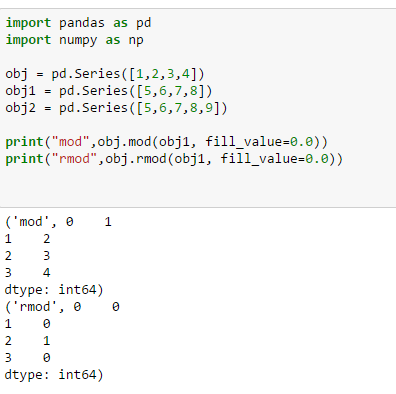 import pandas as pd
import numpy as np
obj = pd.Series([1,2,3,4])
obj1 = pd.Series([5,6,7,8])
obj2 = pd.Series([5,6,7,8,9])
print("mod",obj.mod(obj1, fill_value=0.0))
print("rmod",obj.rmod(obj1, fill_value=0.0))
('mod', 0    1
1    2
2    3
3    4
dtype: int64)
('rmod', 0    0
1    0
2    1
3    0
dtype: int64)